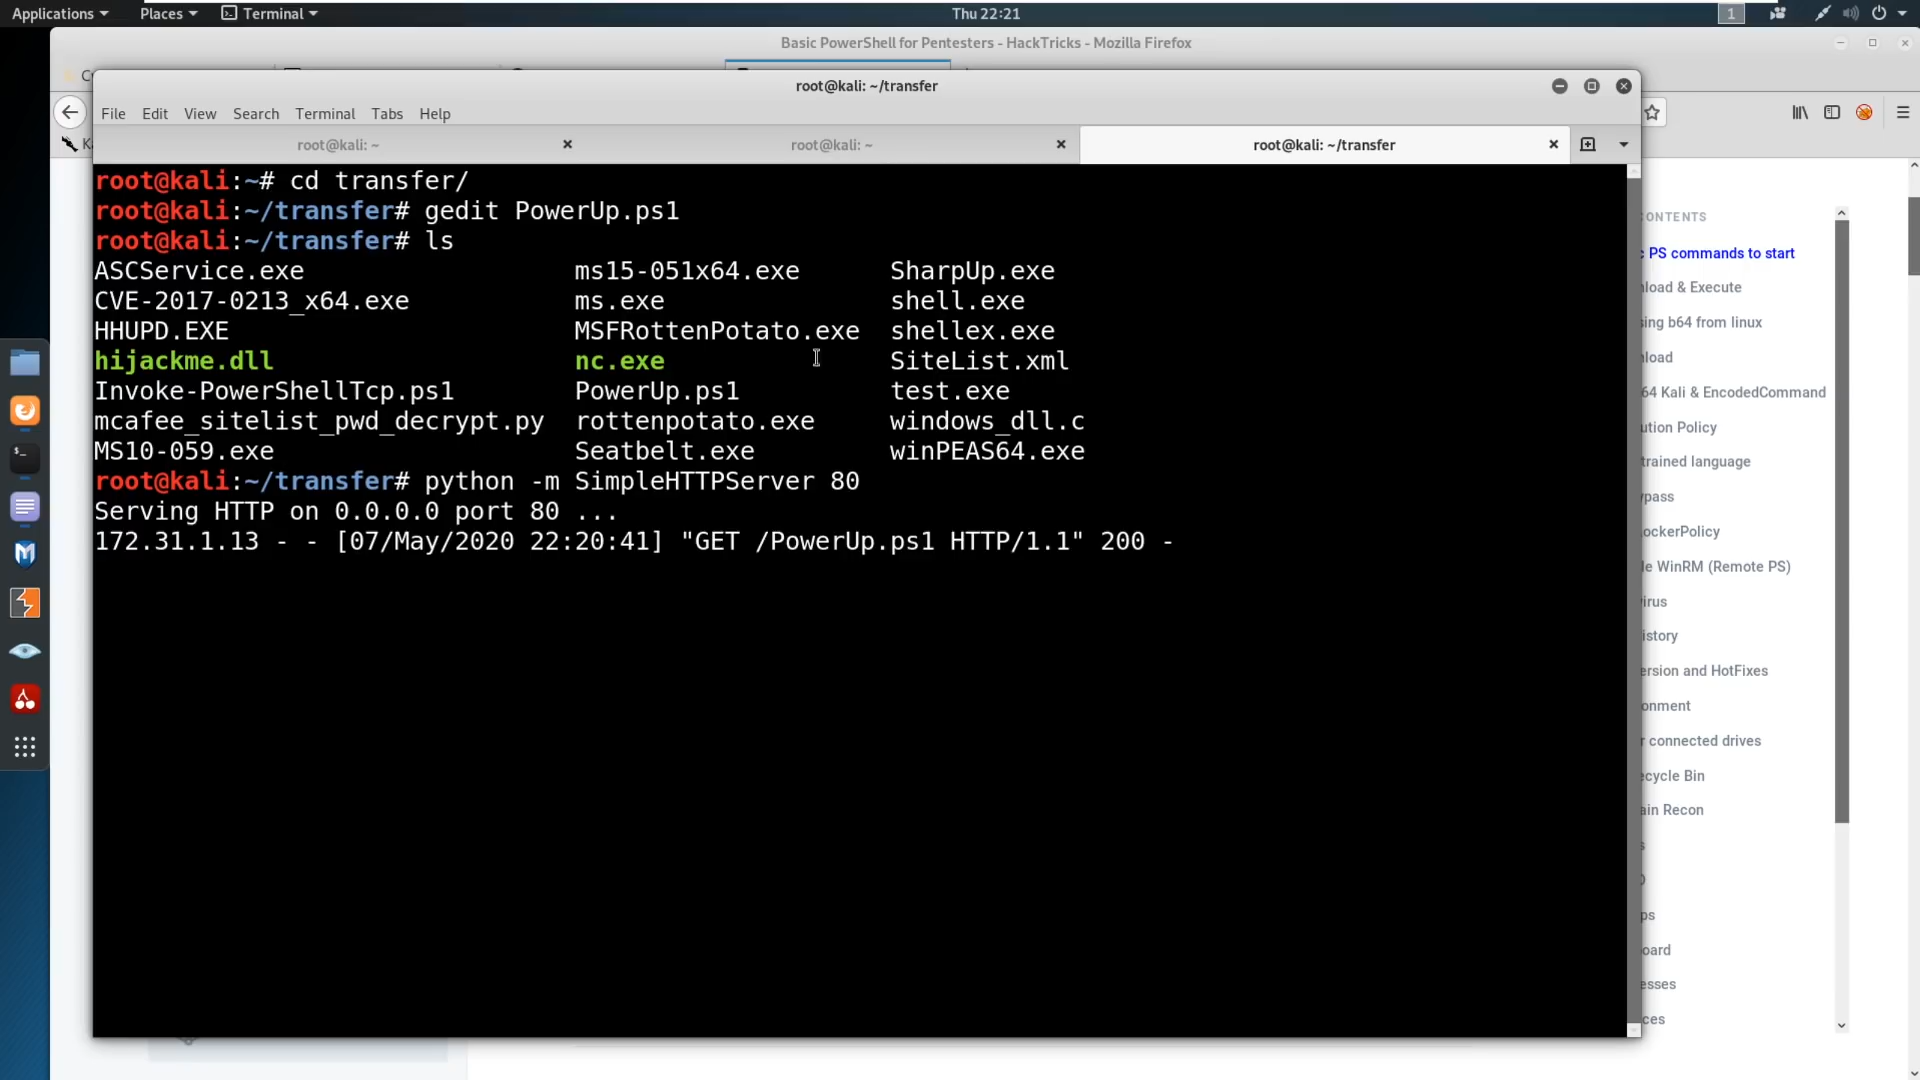 Applications Places Terminal Thu 22:21 1
Basic PowerShell for Pentesters - HackTricks - Mozilla Firefox
root@kali: ~/transfer
File Edit View Search Terminal Tabs Help
root@kali: ~ root@kali: ~ root@kali: ~/transfer
root@kali:~# cd transfer/
root@kali:~/transfer# gedit PowerUp.ps1
root@kali:~/transfer# ls
ASCService.exe ms15-051x64.exe SharpUp.exe
CVE-2017-0213_x64.exe ms.exe shell.exe
HHUPD.EXE MSFRottenPotato.exe shellex.exe
hijackme.dll nc.exe SiteList.xml
Invoke-PowerShellTcp.ps1 PowerUp.ps1 test.exe
mcafee_sitelist_pwd_decrypt.py rottenpotato.exe windows_dll.c
MS10-059.exe Seatbelt.exe winPEAS64.exe
root@kali:~/transfer# python -m SimpleHTTPServer 80
Serving HTTP on 0.0.0.0 port 80 ...
172.31.1.13 - - [07/May/2020 22:20:41] "GET /PowerUp.ps1 HTTP/1.1" 200 -
ONTENTS
PS commands to start
load & Execute
ing b64 from linux
load
64 Kali & EncodedCommand
ution Policy
trained language
ypass
ockerPolicy
le WinRM (Remote PS)
virus
istory
ersion and HotFixes
onment
r connected drives
ecycle Bin
ain Recon
s
ps
oard
esses
ces